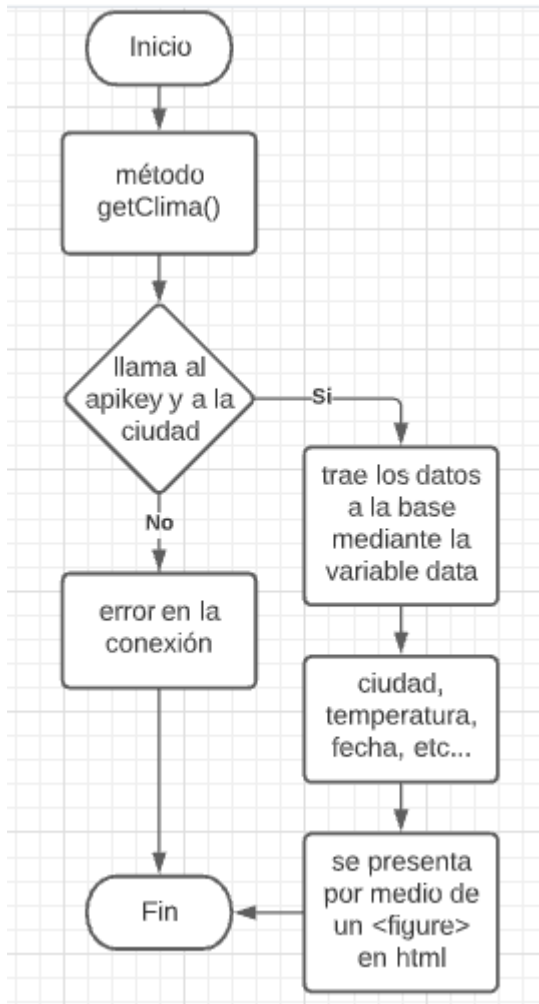 Inicio
método
getClima()
llama al
apikey y a la
ciudad
Si
trae los datos
a la base
mediante la
variable data
No
error en la
conexión
ciudad,
temperatura,
fecha, etc...
se presenta
por medio de
un <figure>
en html
Fin